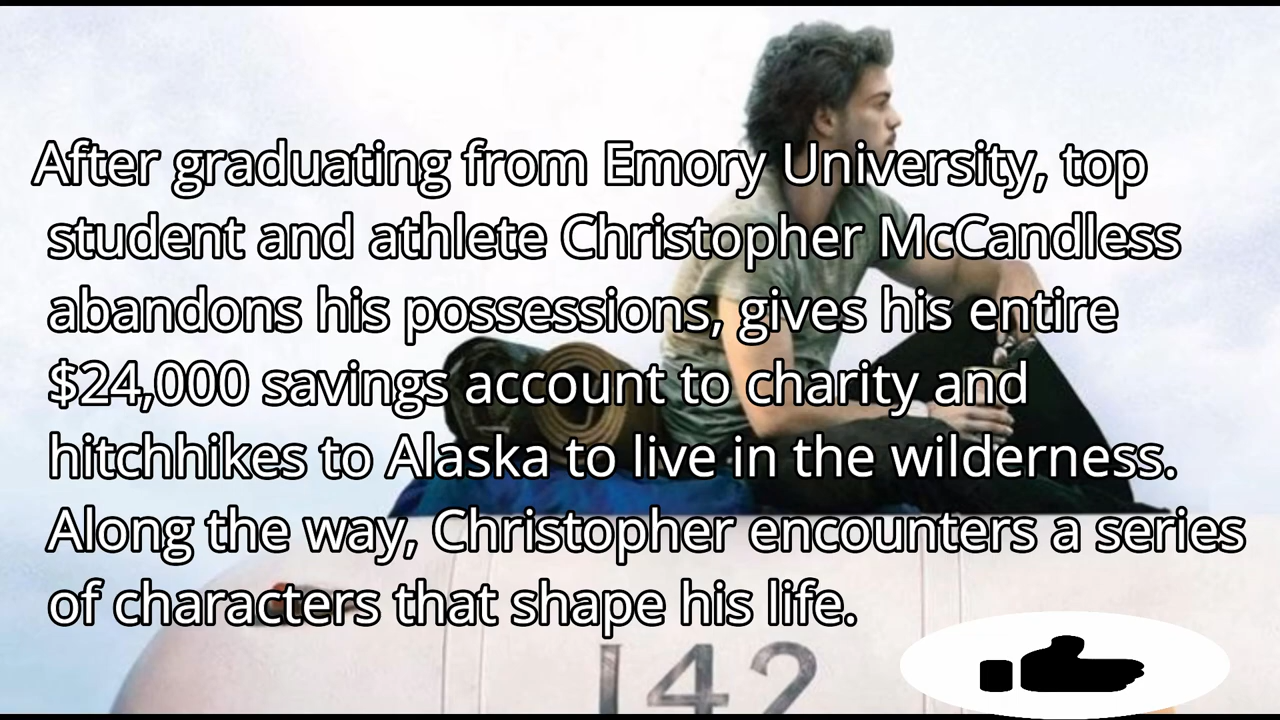 After graduating from Emory University, top
student and athlete Christopher McCandless
abandons his possessions, gives his entire
$24,000 savings account to charity and
hitchhikes to Alaska to live in the wilderness.
Along the way, Christopher encounters a series
of characters that shape his life.
142